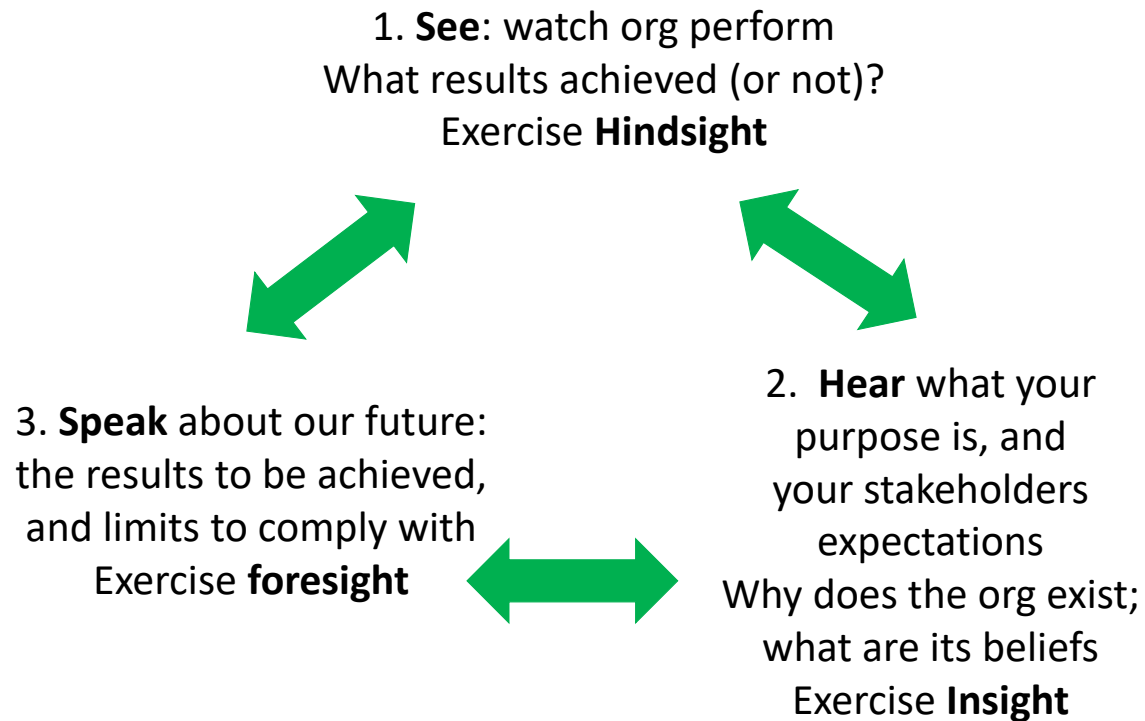 1. See: watch org perform
What results achieved (or not)?
Exercise Hindsight
2. Hear what your
purpose is, and
your stakeholders
expectations
Why does the org exist;
what are its beliefs
Exercise Insight
3. Speak about our future:
the results to be achieved,
and limits to comply with
Exercise foresight